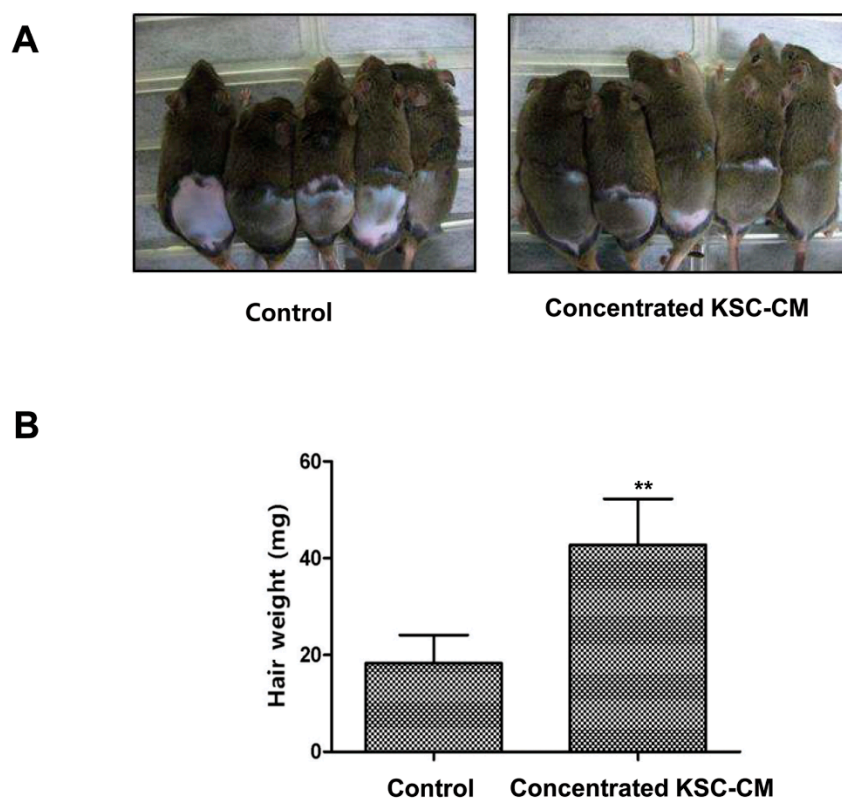 A
Control
Concentrated KSC-CM
B
60
**
40
20
0
Hair weight (mg)
Control
Concentrated KSC-CM